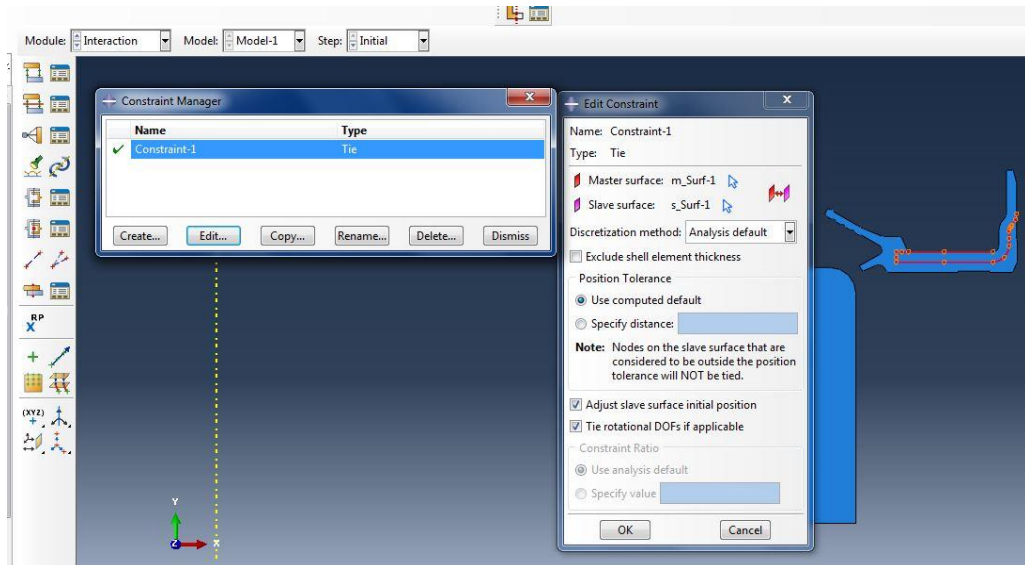 Module: Interaction Model: Model-1 Step: Initial
Constraint Manager
Name Type
Constraint-1 Tie
Create... Edit... Copy... Rename... Delete... Dismiss
Edit Constraint
X
Name: Constraint-1
Type: Tie
Master surface: m_Surf-1
Slave surface: s_Surf-1
Discretization method: Analysis default
Exclude shell element thickness
Position Tolerance
Use computed default
Specify distance:
Note: Nodes on the slave surface that are
considered to be outside the position
tolerance will NOT be tied.
Adjust slave surface initial position
Tie rotational DOFs if applicable
Constraint Ratio
Use analysis default
Specify value
OK Cancel
RP
X
(XYZ)
Y
Z X